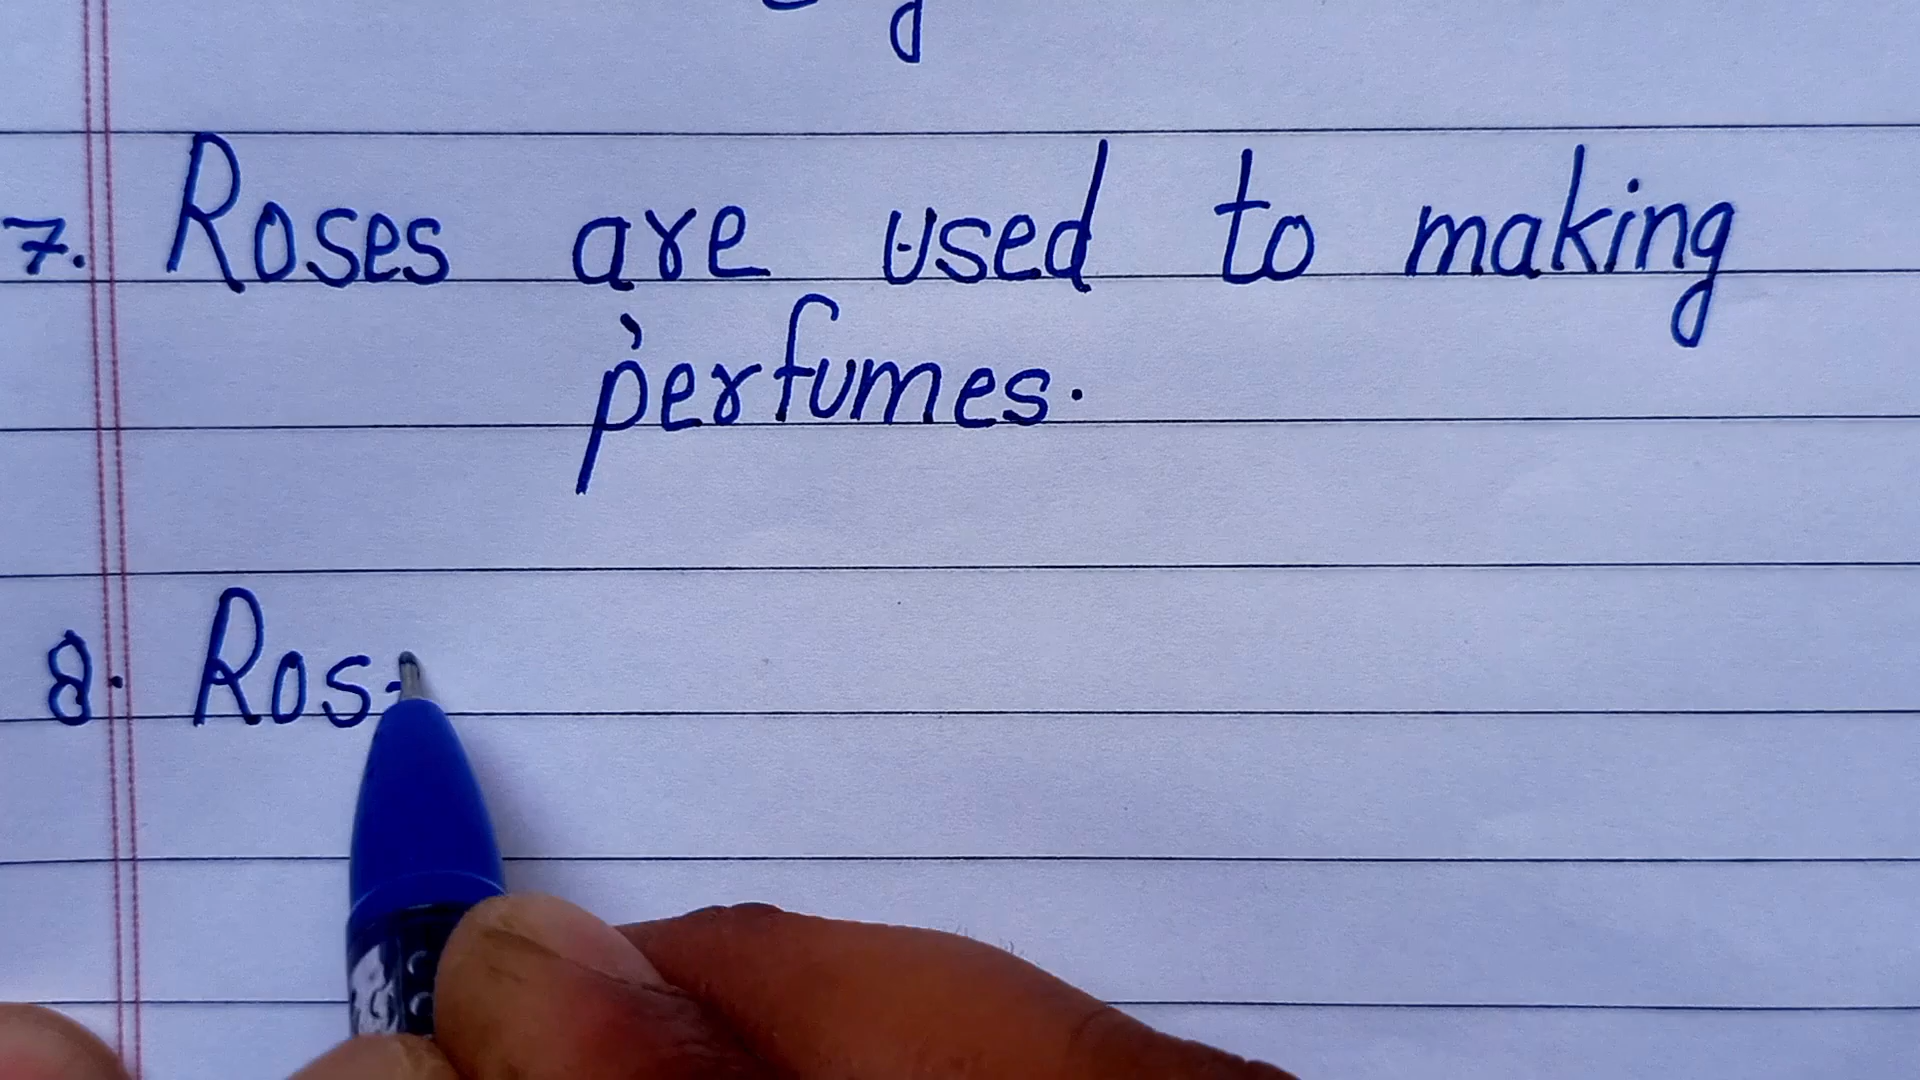 7. Roses are used to making
perfumes.
8. Ros